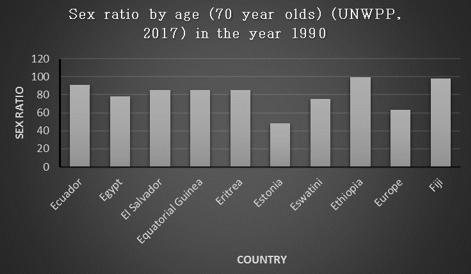 Sex ratio by age (70 year olds) (UNWPP,
2017) in the year 1990
SEX RATIO
120
100
80
60
40
20
0
Ecuador
Egypt
El Salvador
Equatorial Guinea
Eritrea
Estonia
Eswatini
Ethiopia
Europe
Fiji
COUNTRY